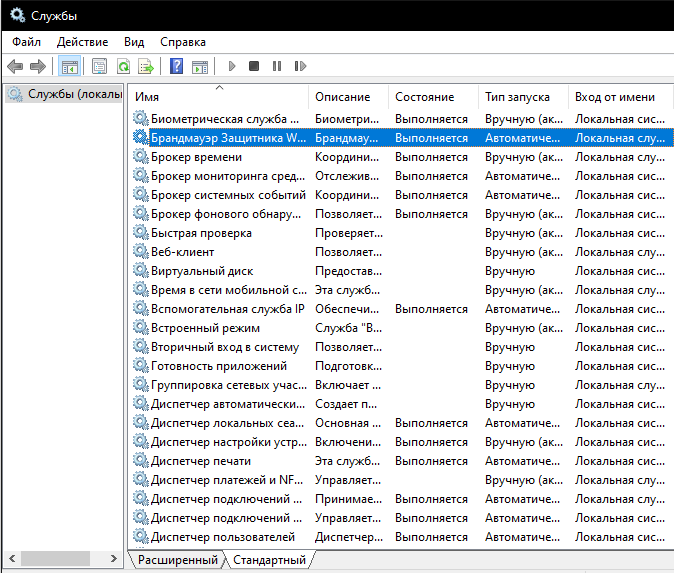 Службы
Файл Действие Вид Справка
Службы (локалы
Имя Описание Состояние Тип запуска Вход от имени
Биометрическая служба ... Биометри... Выполняется Вручную (ак... Локальная сис...
Брандмауэр Защитника W... Брандмау... Выполняется Автоматиче... Локальная слу...
Брокер времени Координи... Выполняется Вручную (ак... Локальная слу...
Брокер мониторинга сред... Отслежив... Выполняется Автоматиче... Локальная сис...
Брокер системных событий Координи... Выполняется Автоматиче... Локальная сис...
Брокер фонового обнару... Позволяет... Выполняется Вручную (ак... Локальная слу...
Быстрая проверка Проверяет... Вручную (ак... Локальная сис...
Веб-клиент Позволяет... Вручную (ак... Локальная слу...
Виртуальный диск Предостав... Вручную Локальная сис...
Время в сети мобильной с... Эта служб... Вручную (ак... Локальная слу...
Вспомогательная служба IP Обеспечи... Выполняется Автоматиче... Локальная сис...
Встроенный режим Служба "В... Вручную (ак... Локальная сис...
Вторичный вход в систему Позволяет... Вручную Локальная сис...
Готовность приложений Подготовк... Вручную Локальная сис...
Группировка сетевых учас... Включает ... Вручную Локальная слу...
Диспетчер автоматически... Создает п... Вручную Локальная сис...
Диспетчер локальных сеа... Основная ... Выполняется Автоматиче... Локальная сис...
Диспетчер настройки устр... Включени... Выполняется Вручную (ак... Локальная сис...
Диспетчер печати Эта служб... Выполняется Автоматиче... Локальная сис...
Диспетчер платежей и NF... Управляет... Вручную (ак... Локальная слу...
Диспетчер подключений ... Принимае... Выполняется Автоматиче... Локальная слу...
Диспетчер подключений ... Управляет... Выполняется Вручную (ак... Локальная сис...
Диспетчер пользователей Диспетчер... Выполняется Автоматиче... Локальная сис...
Расширенный Стандартный